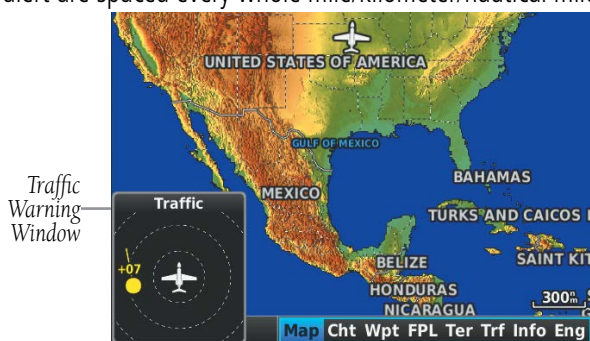 alert are spaced every whole mile/kilometer/nautical mile
UNITED STATES OF AMERICA
GULF OF MEXICO
BAHAMAS
MEXICO
TURKS AND CAICOS I
Traffic
Warning
Window
Traffic
+07
BELIZE
SAINT KIT
HONDURAS
NICARAGUA
300
Map Cht Wpt FPL Ter Trf Info Eng